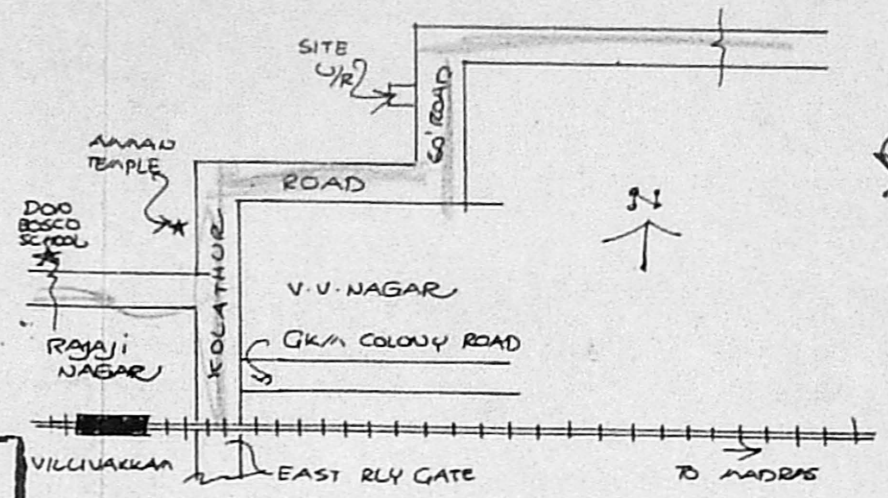 SITE
U/R
60' ROAD
AMMAN
TEMPLE
ROAD
DON
BOSCO
SCHOOL
KOLATHUR
N
V.V. NAGAR
RAJAJI
NAGAR
GKM COLONY ROAD
VILLIVAKKAM
EAST RLY GATE
TO MADRAS